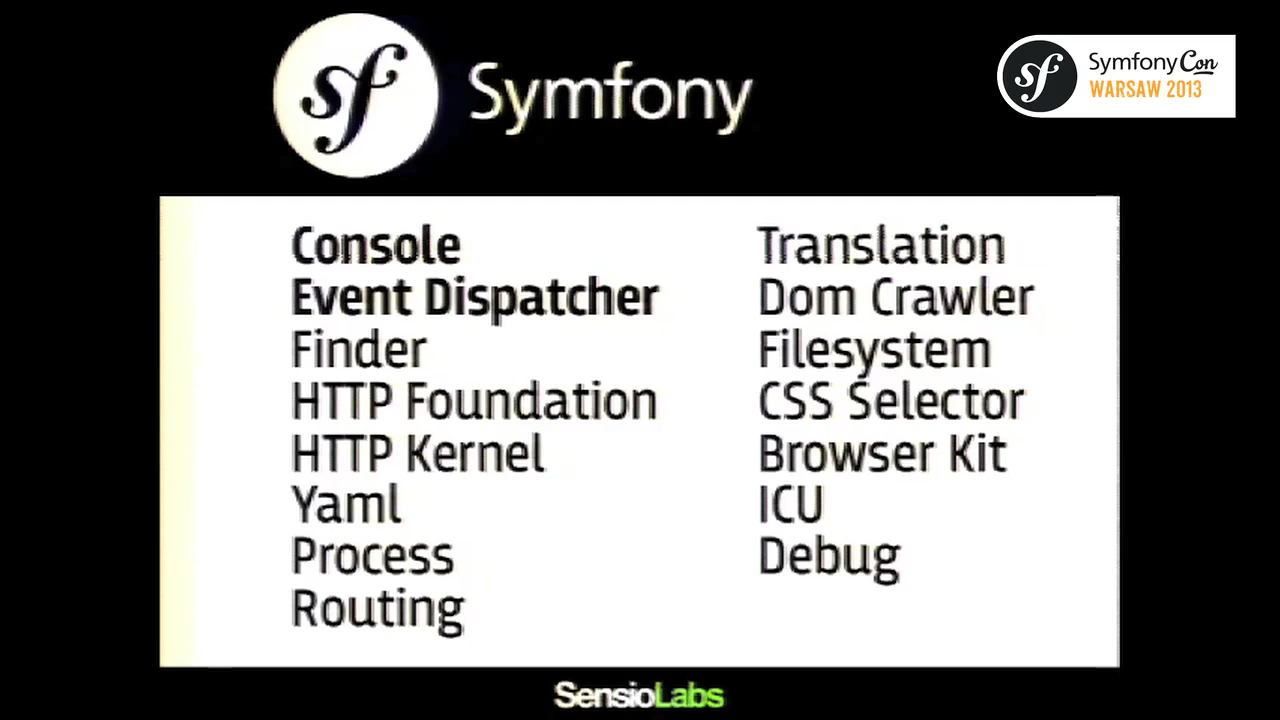 sf Symfony
sf SymfonyCon
WARSAW 2013
Console
Event Dispatcher
Finder
HTTP Foundation
HTTP Kernel
Yaml
Process
Routing
Translation
Dom Crawler
Filesystem
CSS Selector
Browser Kit
ICU
Debug
SensioLabs